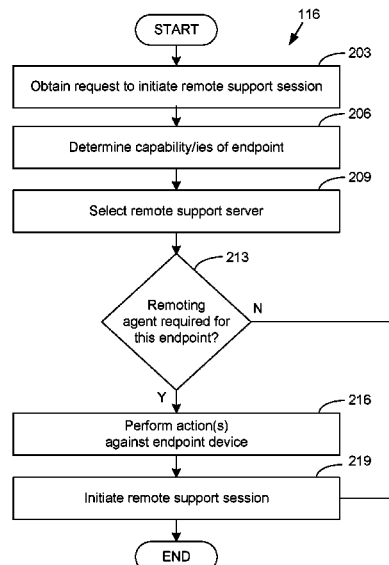 START
116
203
Obtain request to initiate remote support session
206
Determine capability/ies of endpoint
209
Select remote support server
213
Remoting
agent required for
this endpoint?
N
Y
216
Perform action(s)
against endpoint device
219
Initiate remote support session
END